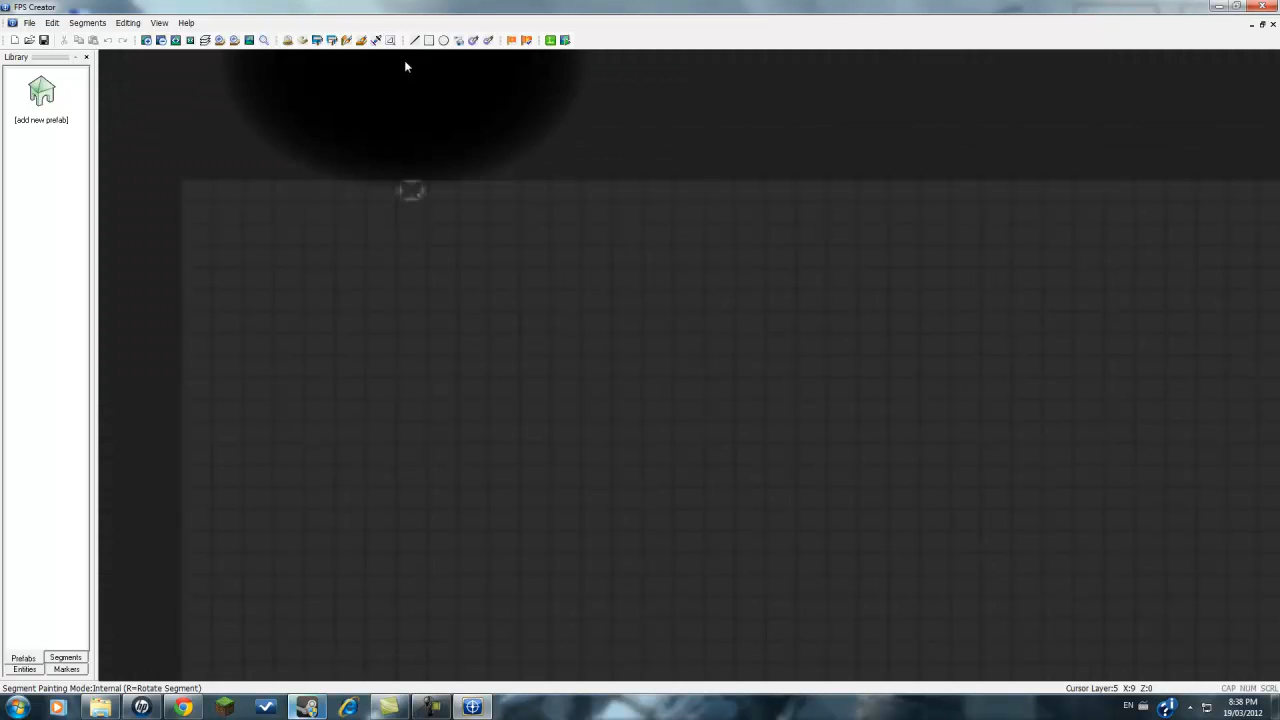 FPS Creator
File Edit Segments Editing View Help
Library
[add new prefab]
Prefabs Segments
Entities Markers
Segment Painting Mode:Internal (R=Rotate Segment)
Cursor Layer:5 X:9 Z:0
CAP NUM SCRL
EN
8:38 PM
19/03/2012